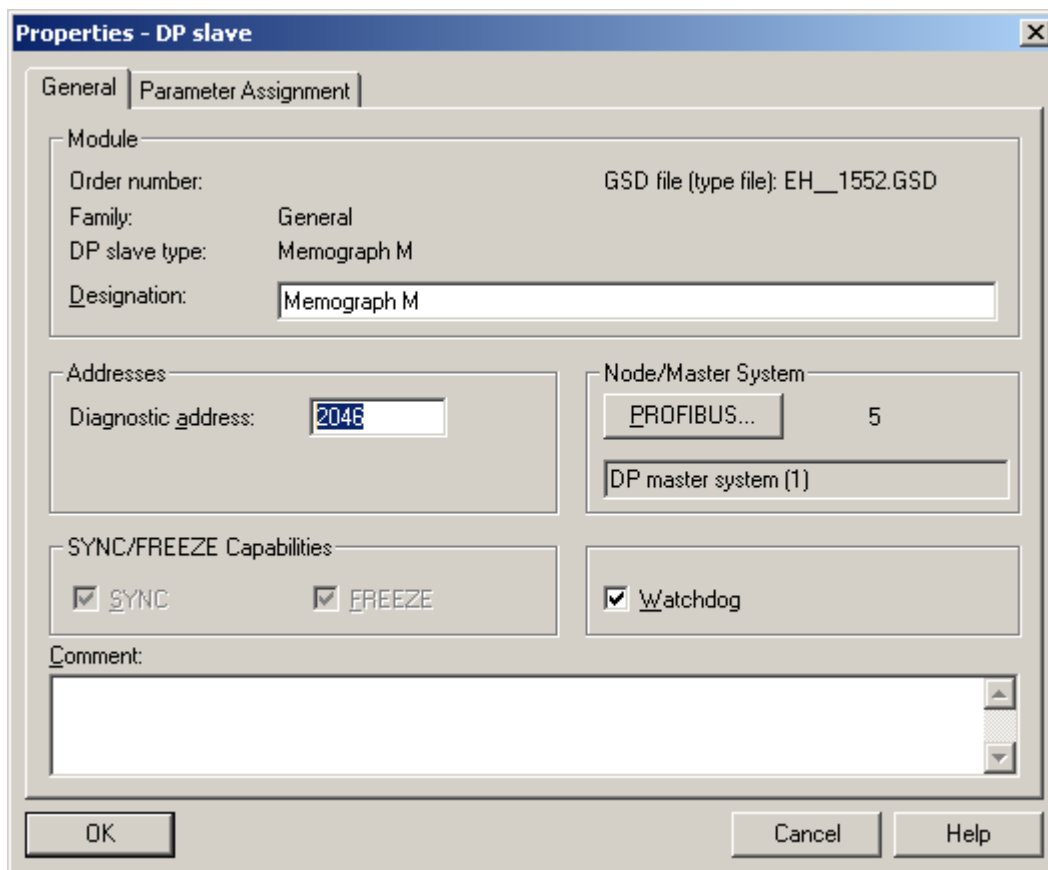 Properties - DP slave
General
Parameter Assignment
Module
Order number:
GSD file (type file): EH__1552.GSD
Family: General
DP slave type: Memograph M
Designation: Memograph M
Addresses
Diagnostic address: 2046
Node/Master System
PROFIBUS... 5
DP master system (1)
SYNC/FREEZE Capabilities
SYNC FREEZE
Watchdog
Comment:
OK Cancel Help